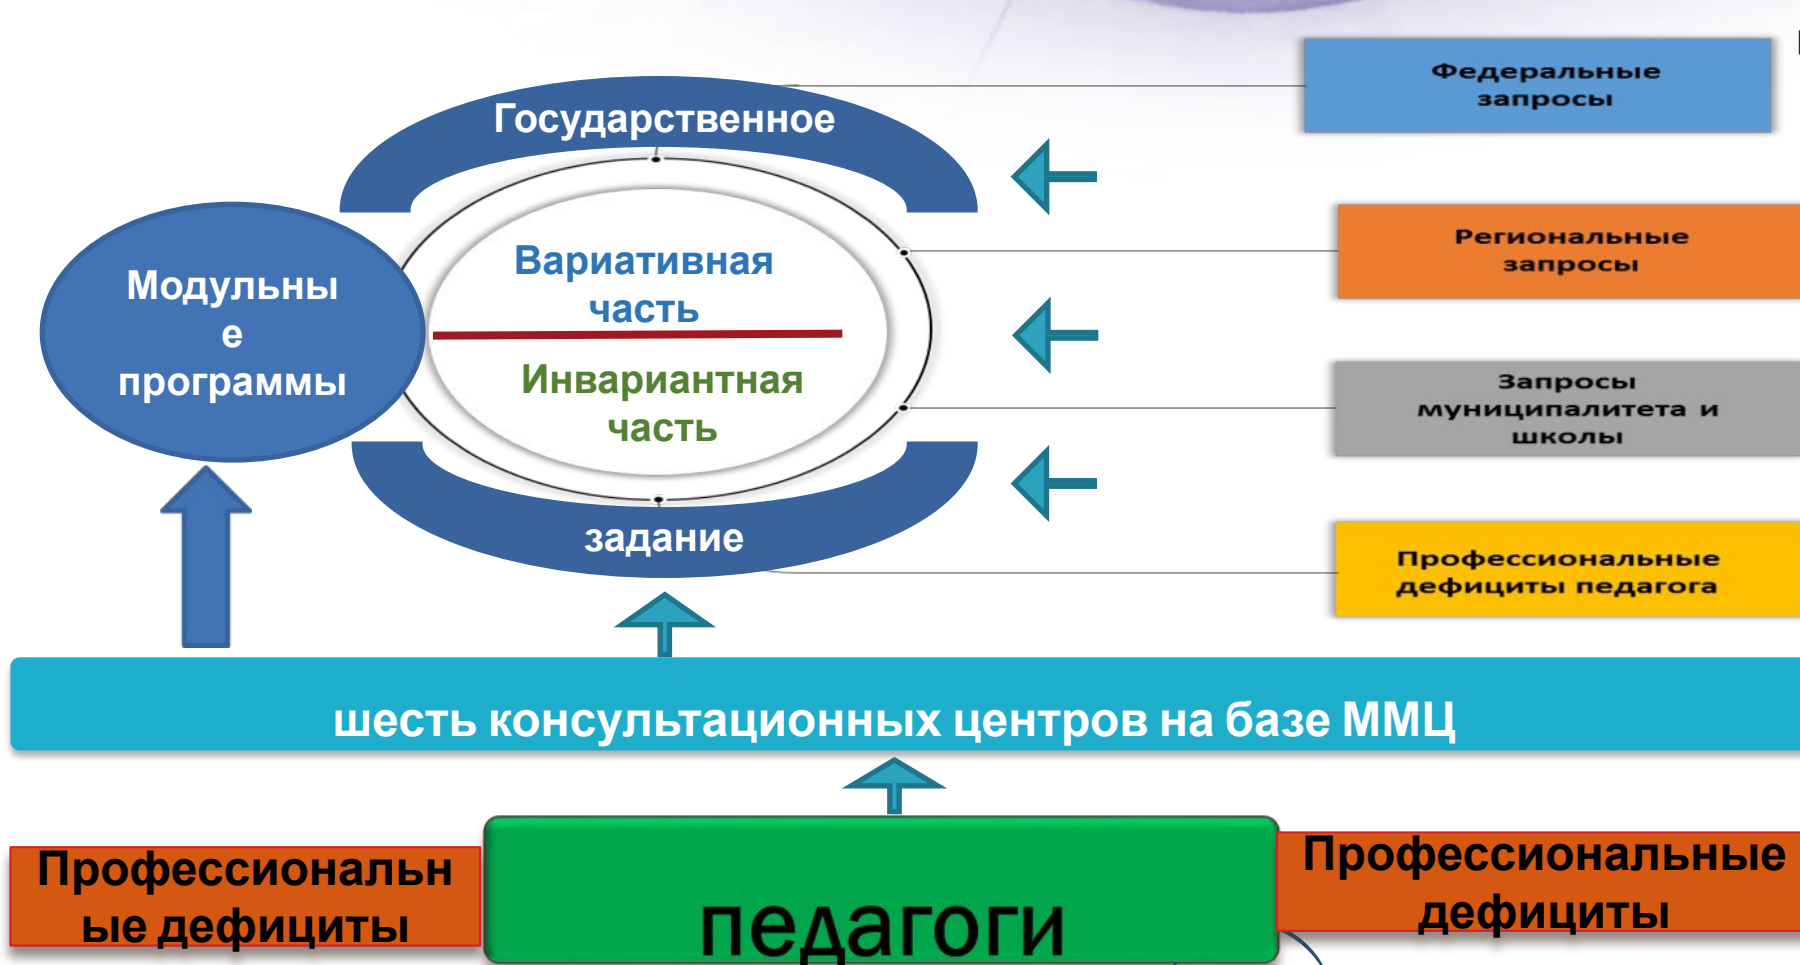 Федеральные
запросы
Государственное
Региональные
запросы
Вариативная
часть
Модульны
е
программы
Инвариантная
часть
Запросы
муниципалитета и
школы
задание
Профессиональные
дефициты педагога
шесть консультационных центров на базе ММЦ
Профессиональн
ые дефициты
педагоги
Профессиональные
дефициты